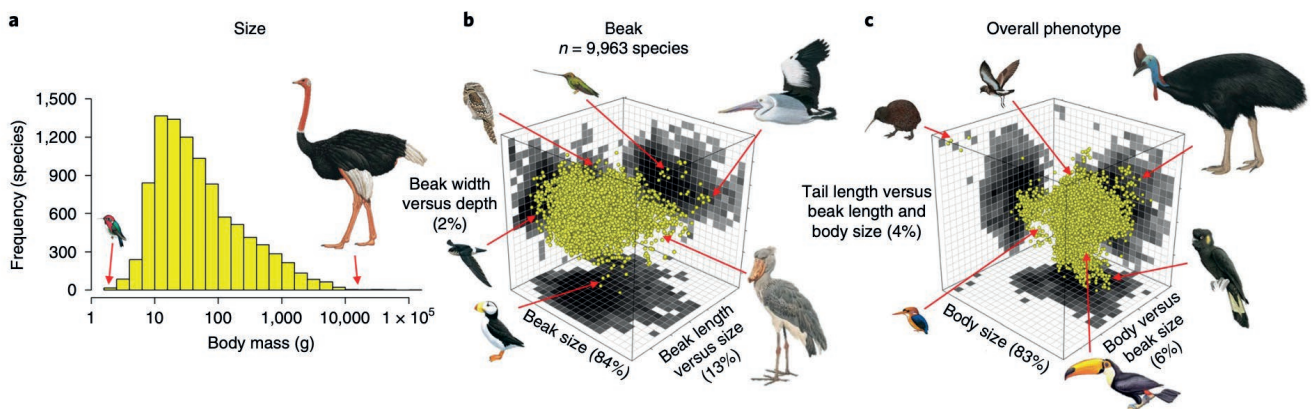 a
Size
Frequency (species)
1,500
1,200
900
600
300
0
1
10
100
1,000
10,000
1 × 10⁵
Body mass (g)
b
Beak
n = 9,963 species
Beak width
versus depth
(2%)
Beak size (84%)
Beak length
versus size
(13%)
c
Overall phenotype
Tail length versus
beak length and
body size (4%)
Body size (83%)
Body versus
beak size
(6%)